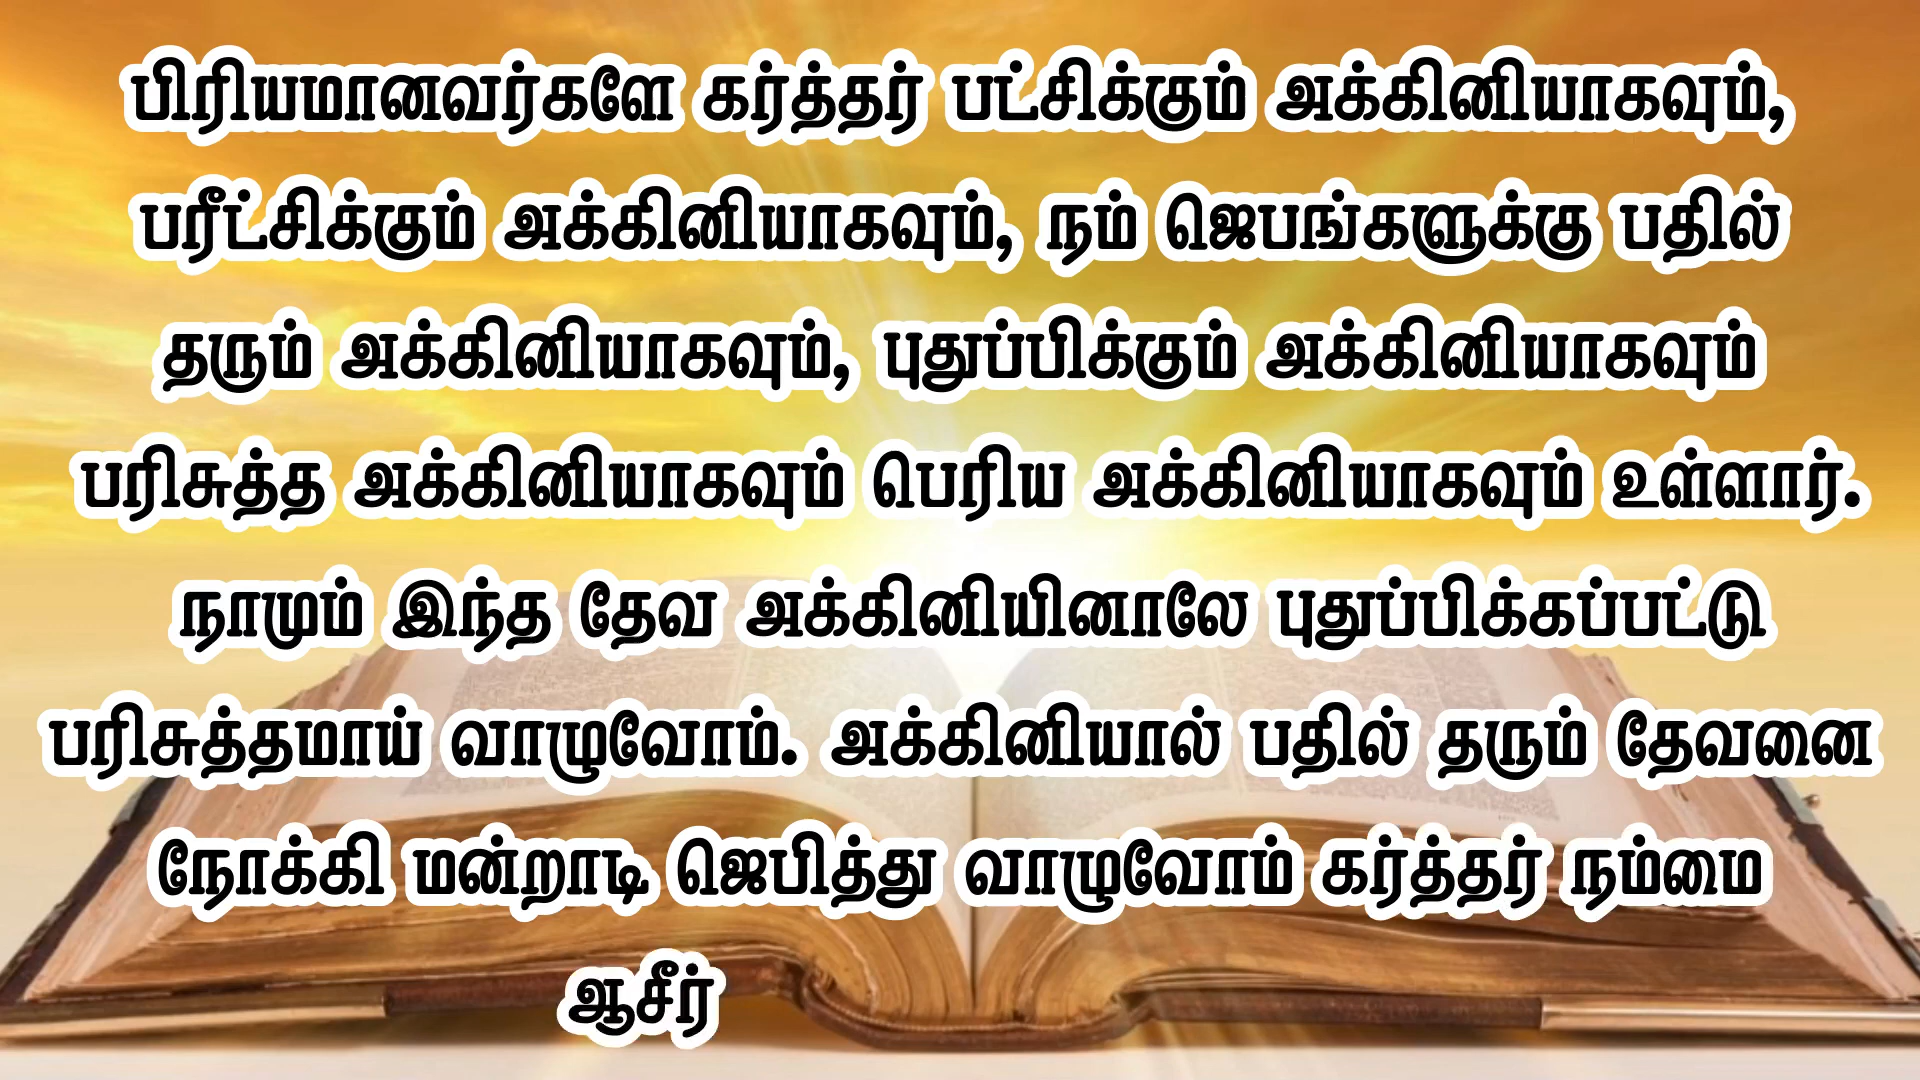 பிரியமானவர்களே கர்த்தர் பட்சிக்கும் அக்கினியாகவும்,
பரீட்சிக்கும் அக்கினியாகவும், நம் ஜெபங்களுக்கு பதில்
தரும் அக்கினியாகவும், புதுப்பிக்கும் அக்கினியாகவும்
பரிசுத்த அக்கினியாகவும் பெரிய அக்கினியாகவும் உள்ளார்.
நாமும் இந்த தேவ அக்கினியினாலே புதுப்பிக்கப்பட்டு
பரிசுத்தமாய் வாழுவோம். அக்கினியால் பதில் தரும் தேவனை
நோக்கி மன்றாடி ஜெபித்து வாழுவோம் கர்த்தர் நம்மை
ஆசீர்